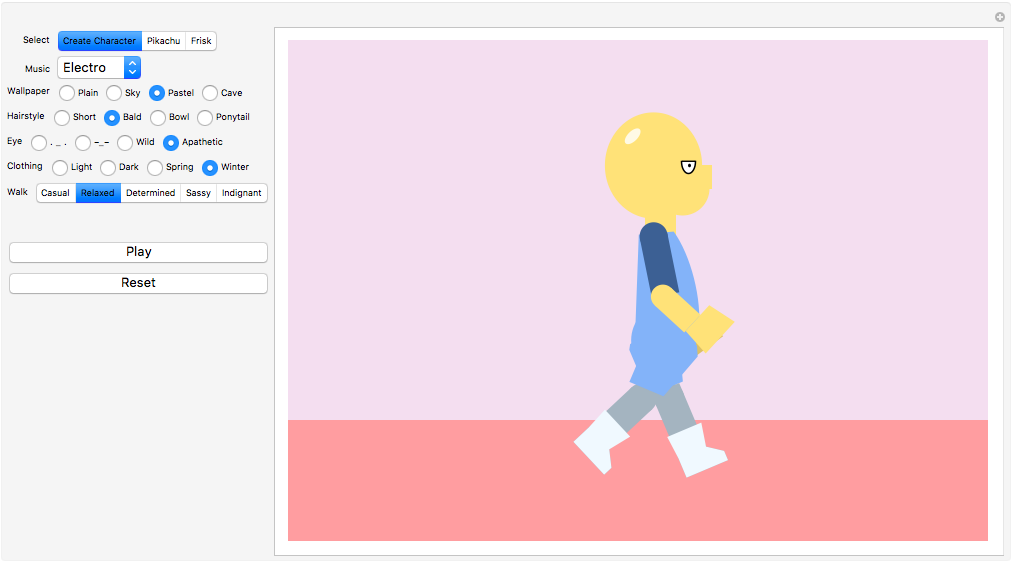 Select Create Character Pikachu Frisk
Music Electro
Wallpaper Plain Sky Pastel Cave
Hairstyle Short Bald Bowl Ponytail
Eye . _ . -_- Wild Apathetic
Clothing Light Dark Spring Winter
Walk Casual Relaxed Determined Sassy Indignant
Play
Reset